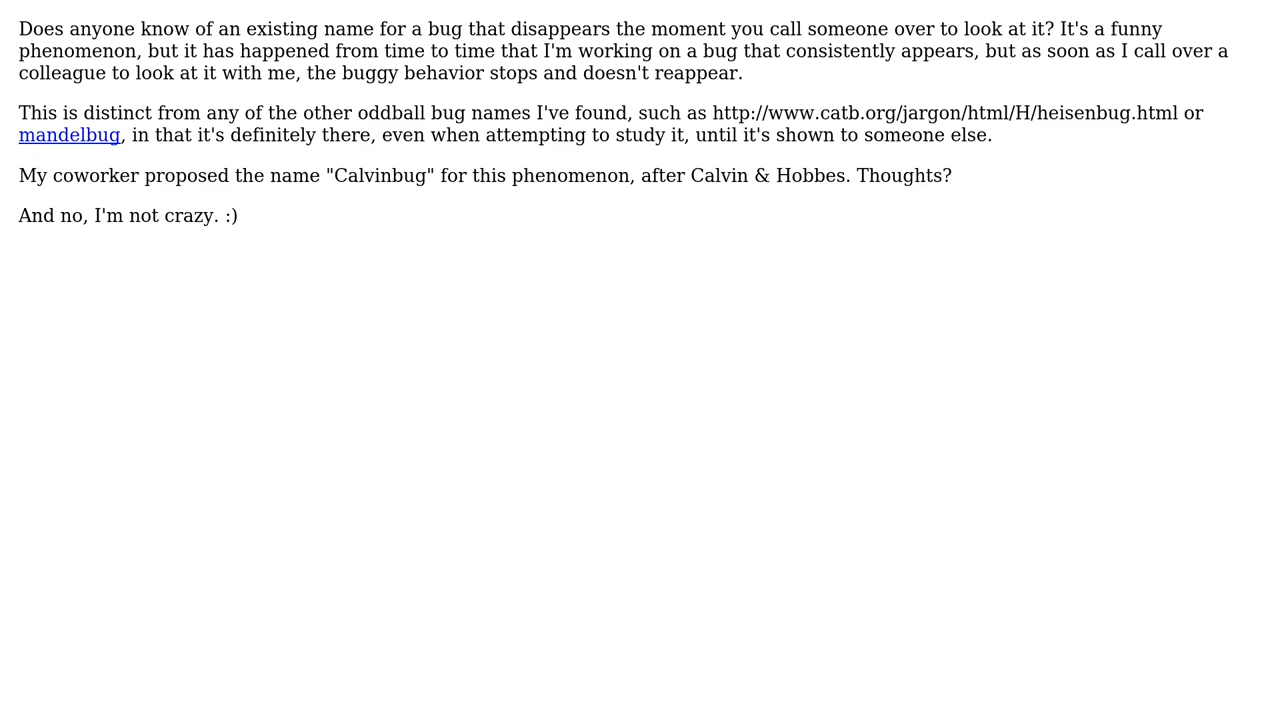 Does anyone know of an existing name for a bug that disappears the moment you call someone over to look at it? It's a funny
phenomenon, but it has happened from time to time that I'm working on a bug that consistently appears, but as soon as I call over a
colleague to look at it with me, the buggy behavior stops and doesn't reappear.
This is distinct from any of the other oddball bug names I've found, such as http://www.catb.org/jargon/html/H/heisenbug.html or
mandelbug, in that it's definitely there, even when attempting to study it, until it's shown to someone else.
My coworker proposed the name "Calvinbug" for this phenomenon, after Calvin & Hobbes. Thoughts?
And no, I'm not crazy. :)